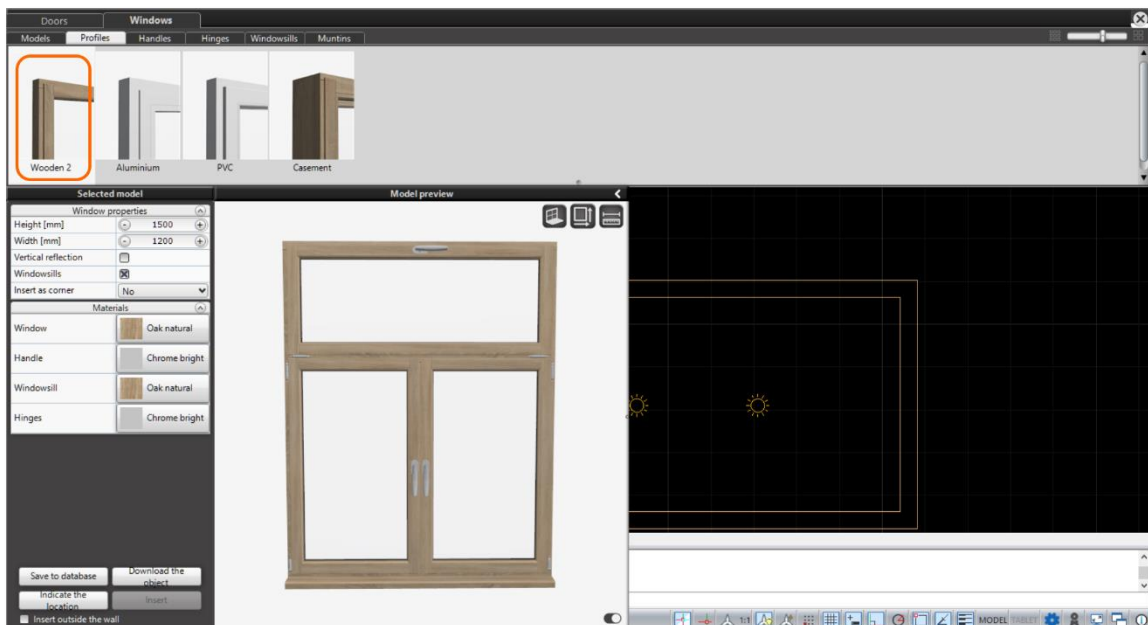 Doors Windows
Models Profiles Handles Hinges Windowsills Muntins
Wooden 2 Aluminium PVC Casement
Selected model Model preview
Window properties
Height [mm] 1500
Width [mm] 1200
Vertical reflection
Windowsills
Insert as corner No
Materials
Window Oak natural
Handle Chrome bright
Windowsill Oak natural
Hinges Chrome bright
Save to database
Download the
object
Indicate the
location
Insert
Insert outside the wall
1:1 MODEL TABLET